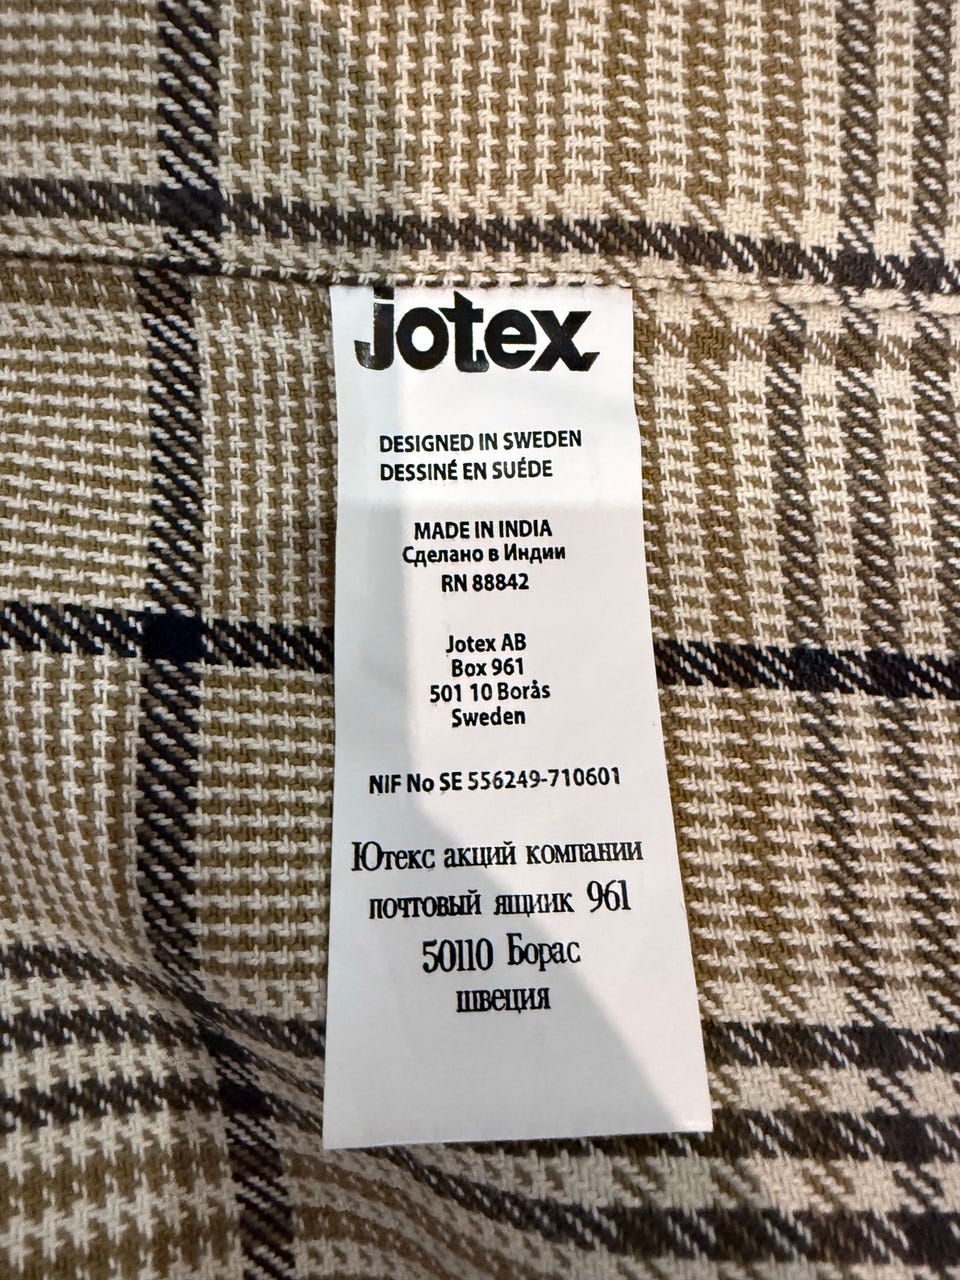 jotex
DESIGNED IN SWEDEN
DESSINÉ EN SUÉDE
MADE IN INDIA
Сделано в Индии
RN 88842
Jotex AB
Box 961
501 10 Borås
Sweden
NIF No SE 556249-710601
Ютекс акций компании
почтовый ящиик 961
50110 Борас
швеция